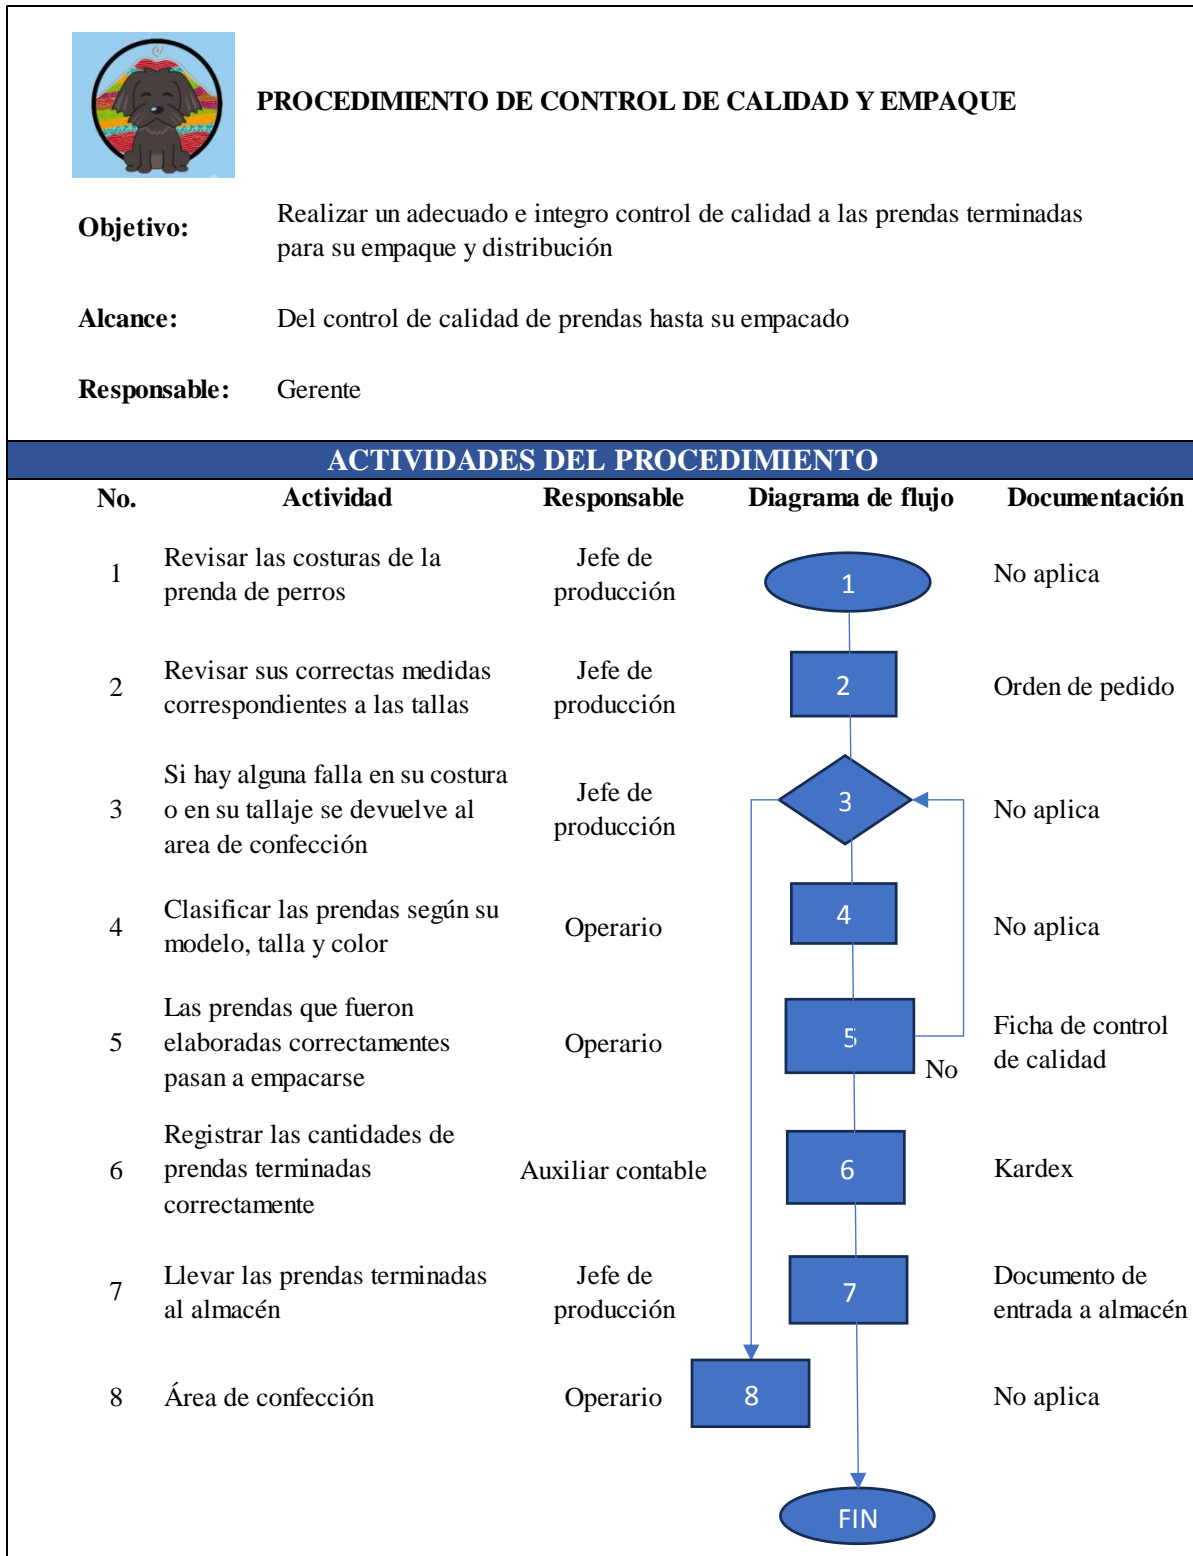 PROCEDIMIENTO DE CONTROL DE CALIDAD Y EMPAQUE
Objetivo:
Realizar un adecuado e integro control de calidad a las prendas terminadas
para su empaque y distribución
Alcance:
Del control de calidad de prendas hasta su empacado
Responsable:
Gerente
ACTIVIDADES DEL PROCEDIMIENTO
No.
Actividad
Responsable
Diagrama de flujo
Documentación
1
Revisar las costuras de la
prenda de perros
Jefe de
producción
1
No aplica
2
Revisar sus correctas medidas
correspondientes a las tallas
Jefe de
producción
2
Orden de pedido
3
Si hay alguna falla en su costura
o en su tallaje se devuelve al
area de confección
Jefe de
producción
3
No aplica
4
Clasificar las prendas según su
modelo, talla y color
Operario
4
No aplica
5
Las prendas que fueron
elaboradas correctamentes
pasan a empacarse
Operario
5
No
Ficha de control
de calidad
6
Registrar las cantidades de
prendas terminadas
correctamente
Auxiliar contable
6
Kardex
7
Llevar las prendas terminadas
al almacén
Jefe de
producción
7
Documento de
entrada a almacén
8
Área de confección
Operario
8
No aplica
FIN